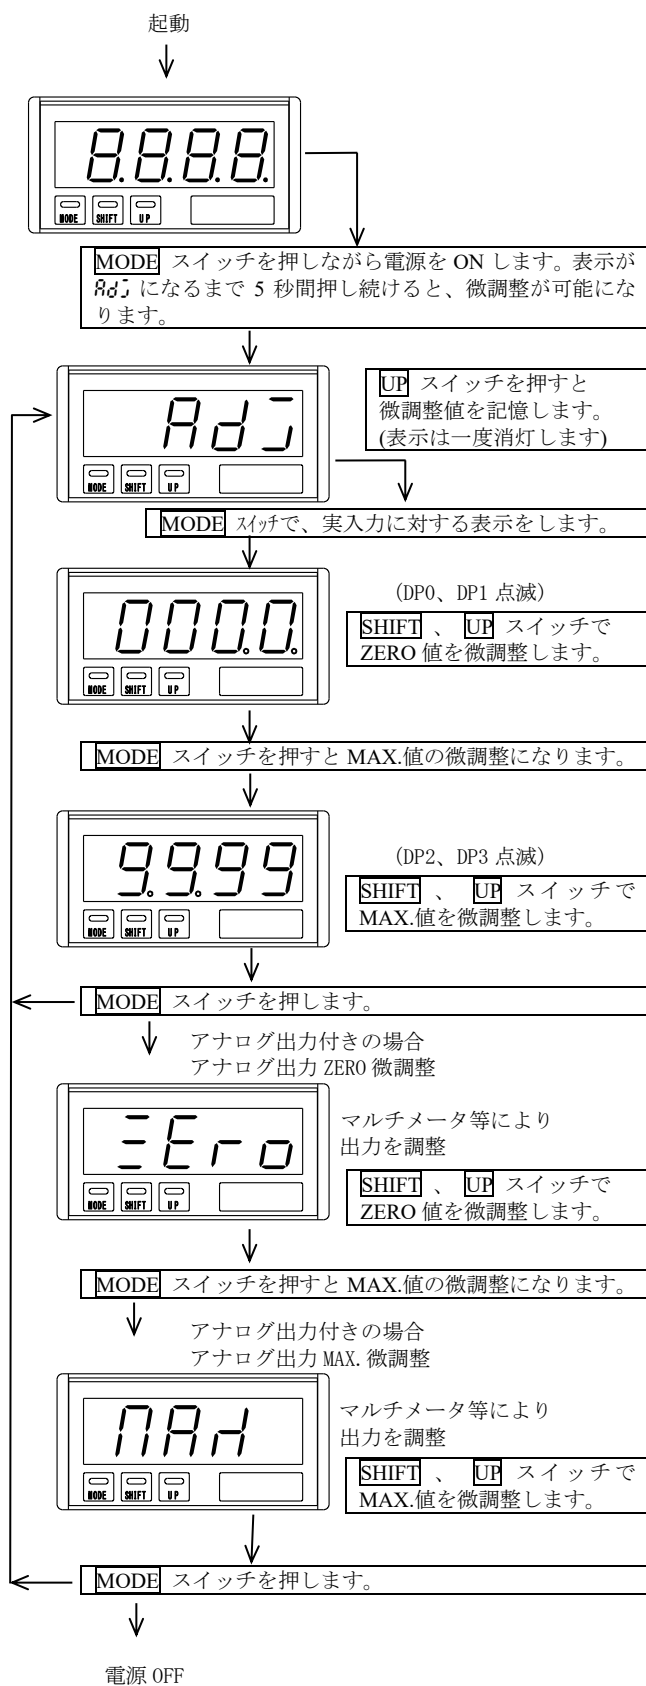 起動
8.8.8.8.
MODE SHIFT UP
MODE スイッチを押しながら電源を ON します。表示が
Adj になるまで 5 秒間押し続けると、微調整が可能にな
ります。
Adj
MODE SHIFT UP
UP スイッチを押すと
微調整値を記憶します。
(表示は一度消灯します)
MODE スイッチで、実入力に対する表示をします。
000.0.
MODE SHIFT UP
(DP0、DP1 点滅)
SHIFT 、 UP スイッチで
ZERO 値を微調整します。
MODE スイッチを押すと MAX.値の微調整になります。
9.9.99
MODE SHIFT UP
(DP2、DP3 点滅)
SHIFT 、 UP スイッチで
MAX.値を微調整します。
MODE スイッチを押します。
アナログ出力付きの場合
アナログ出力 ZERO 微調整
ZEro
MODE SHIFT UP
マルチメータ等により
出力を調整
SHIFT 、 UP スイッチで
ZERO 値を微調整します。
MODE スイッチを押すと MAX.値の微調整になります。
アナログ出力付きの場合
アナログ出力 MAX. 微調整
MAX
MODE SHIFT UP
マルチメータ等により
出力を調整
SHIFT 、 UP スイッチで
MAX.値を微調整します。
MODE スイッチを押します。
電源 OFF